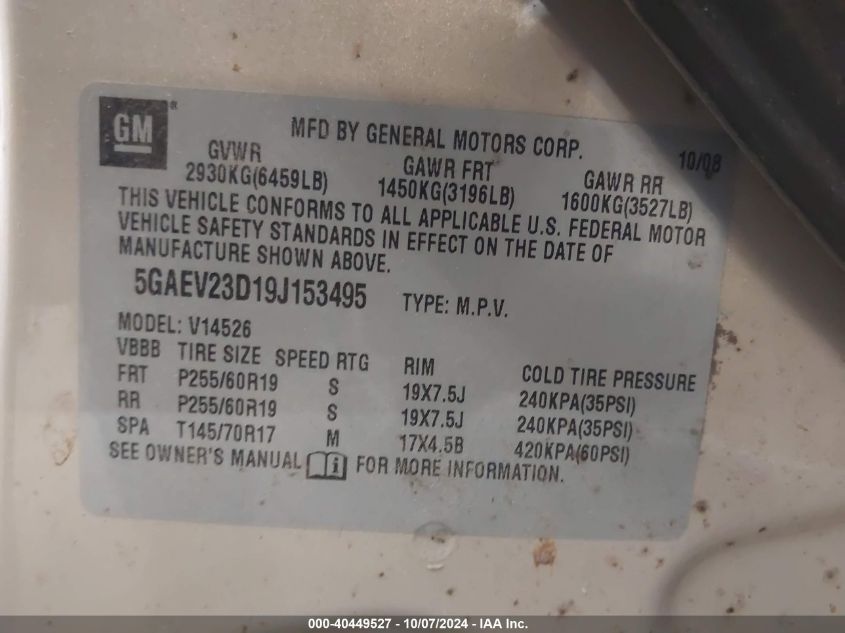 GM ®
MFD BY GENERAL MOTORS CORP. 10/08
GVWR GAWR FRT GAWR RR
2930KG(6459LB) 1450KG(3196LB) 1600KG(3527LB)
THIS VEHICLE CONFORMS TO ALL APPLICABLE U.S. FEDERAL MOTOR
VEHICLE SAFETY STANDARDS IN EFFECT ON THE DATE OF
MANUFACTURE SHOWN ABOVE.
5GAEV23D19J153495 TYPE: M.P.V.
MODEL: V14526
VBBB TIRE SIZE SPEED RTG RIM COLD TIRE PRESSURE
FRT P255/60R19 S 19X7.5J 240KPA(35PSI)
RR P255/60R19 S 19X7.5J 240KPA(35PSI)
SPA T145/70R17 M 17X4.5B 420KPA(60PSI)
SEE OWNER'S MANUAL i FOR MORE INFORMATION.
000-40449527 - 10/07/2024 - IAA Inc.